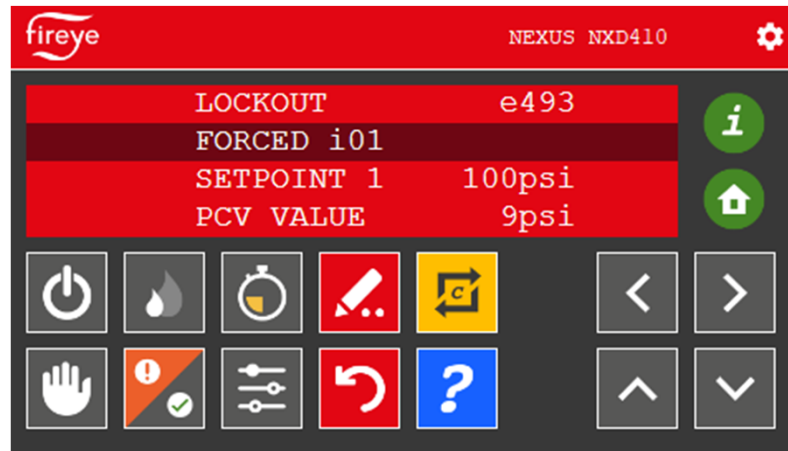 fireye
NEXUS NXD410
i
LOCKOUT e493
FORCED i01
SETPOINT 1 100psi
PCV VALUE 9psi
C
?